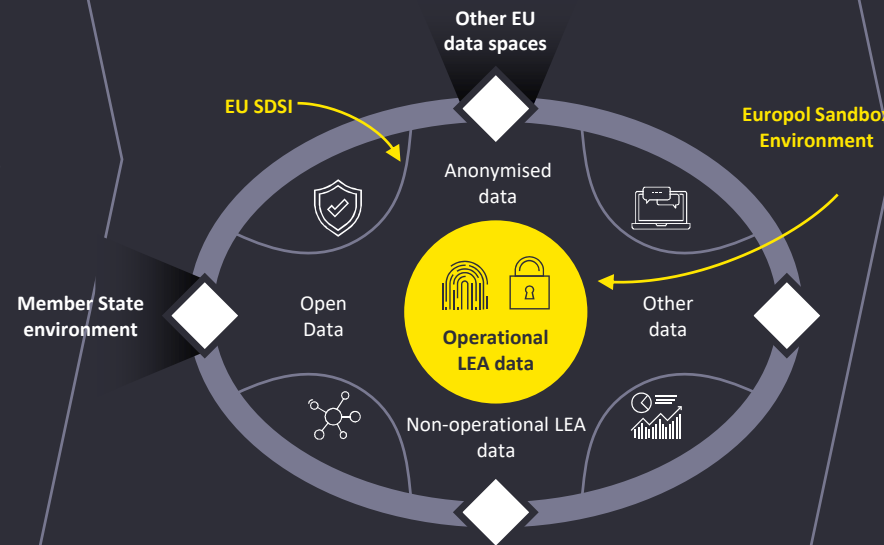 Other EU
data spaces
EU SDSI
Europol Sandbox
Environment
Anonymised
data
Member State
environment
Open
Data
Operational
LEA data
Other
data
Non-operational LEA
data